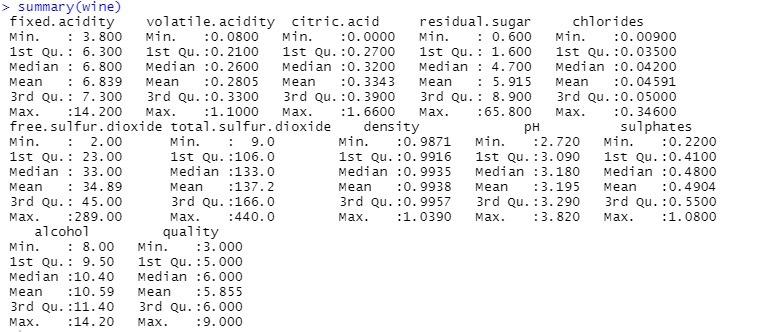 > summary(wine)
 fixed.acidity    volatile.acidity  citric.acid     residual.sugar     chlorides
 Min.   : 3.800   Min.   :0.0800   Min.   :0.0000   Min.   : 0.600   Min.   :0.00900
 1st Qu.: 6.300   1st Qu.:0.2100   1st Qu.:0.2700   1st Qu.: 1.600   1st Qu.:0.03500
 Median : 6.800   Median :0.2600   Median :0.3200   Median : 4.700   Median :0.04200
 Mean   : 6.839   Mean   :0.2805   Mean   :0.3343   Mean   : 5.915   Mean   :0.04591
 3rd Qu.: 7.300   3rd Qu.:0.3300   3rd Qu.:0.3900   3rd Qu.: 8.900   3rd Qu.:0.05000
 Max.   :14.200   Max.   :1.1000   Max.   :1.6600   Max.   :65.800   Max.   :0.34600
 free.sulfur.dioxide total.sulfur.dioxide    density             pH          sulphates
 Min.   :  2.00      Min.   :  9.0        Min.   :0.9871   Min.   :2.720   Min.   :0.2200
 1st Qu.: 23.00      1st Qu.:106.0        1st Qu.:0.9916   1st Qu.:3.090   1st Qu.:0.4100
 Median : 33.00      Median :133.0        Median :0.9935   Median :3.180   Median :0.4800
 Mean   : 34.89      Mean   :137.2        Mean   :0.9938   Mean   :3.195   Mean   :0.4904
 3rd Qu.: 45.00      3rd Qu.:166.0        3rd Qu.:0.9957   3rd Qu.:3.290   3rd Qu.:0.5500
 Max.   :289.00      Max.   :440.0        Max.   :1.0390   Max.   :3.820   Max.   :1.0800
    alcohol         quality
 Min.   : 8.00   Min.   :3.000
 1st Qu.: 9.50   1st Qu.:5.000
 Median :10.40   Median :6.000
 Mean   :10.59   Mean   :5.855
 3rd Qu.:11.40   3rd Qu.:6.000
 Max.   :14.20   Max.   :9.000